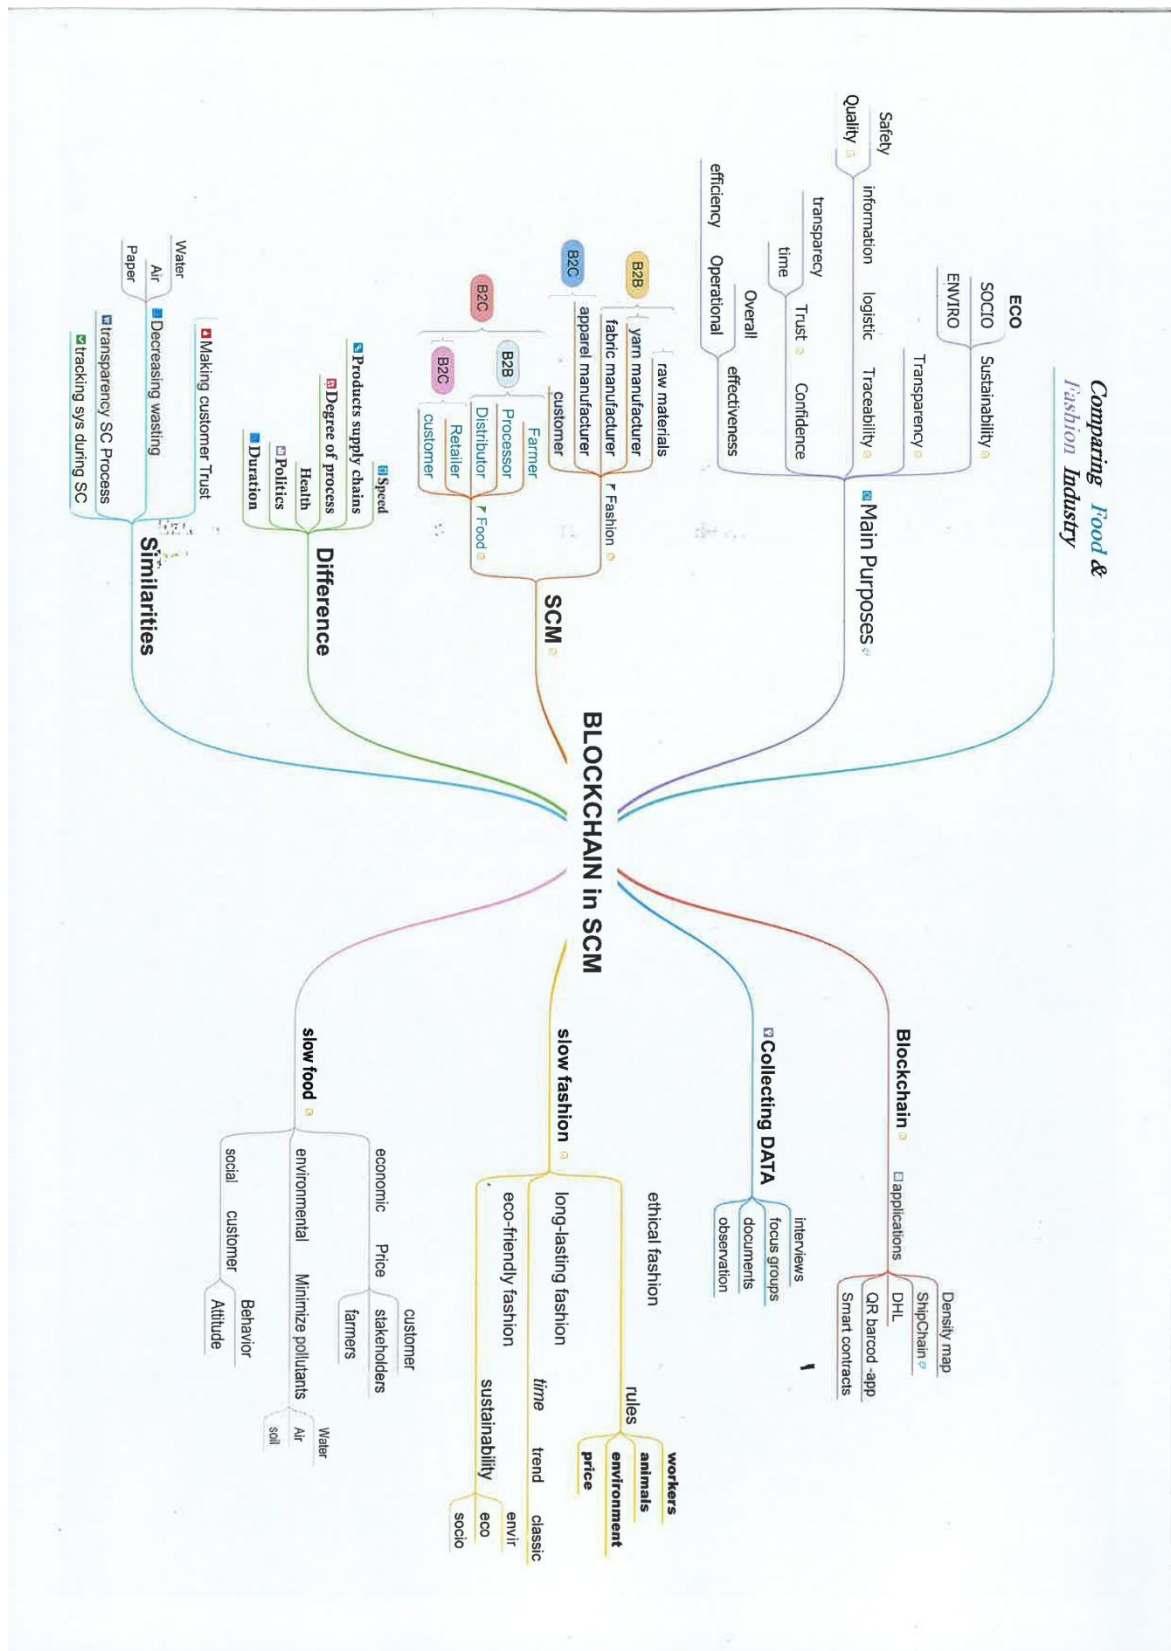 Comparing Food &
Fashion Industry
Main Purposes
Sustainability
ECO
SOCIO
ENVIRO
Transparency
Traceability
logistic
information
Safety
Quality
Confidence
Trust
transparecy
time
effectiveness
Overall
Operational
efficiency
SCM
Fashion
raw materials
yarn manufacturer
fabric manufacturer
apparel manufacturer
customer
B2B
B2C
Food
Farmer
Processor
Distributor
Retailer
customer
B2B
B2C
B2C
Difference
Speed
Products supply chains
Degree of process
Health
Politics
Duration
Similarities
Making customer Trust
Decreasing wasting
Water
Air
Paper
transparency SC Process
tracking sys during SC
BLOCKCHAIN in SCM
Blockchain
applications
Density map
ShipChain
DHL
QR barcod -app
Smart contracts
Collecting DATA
interviews
focus groups
documents
observation
slow fashion
ethical fashion
rules
workers
animals
environment
price
long-lasting fashion
time
trend
classic
eco-friendly fashion
sustainability
envir
eco
socio
slow food
economic
Price
customer
stakeholders
farmers
environmental
Minimize pollutants
Water
Air
soil
social
customer
Behavior
Attitude